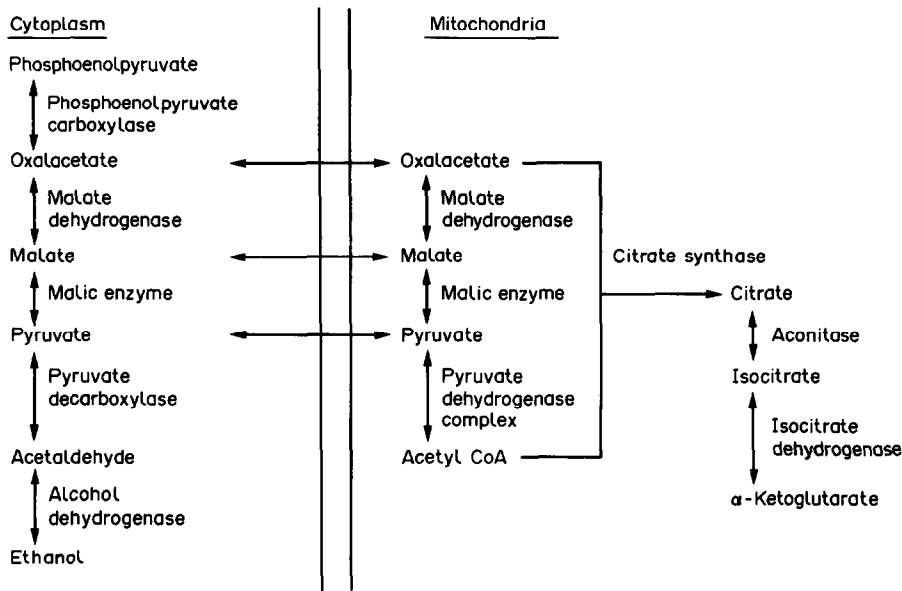 Cytoplasm
Phosphoenolpyruvate
Phosphoenolpyruvate
carboxylase
Oxalacetate
Malate
dehydrogenase
Malate
Malic enzyme
Pyruvate
Pyruvate
decarboxylase
Acetaldehyde
Alcohol
dehydrogenase
Ethanol
Mitochondria
Oxalacetate
Malate
dehydrogenase
Malate
Malic enzyme
Pyruvate
Pyruvate
dehydrogenase
complex
Acetyl CoA
Citrate synthase
Citrate
Aconitase
Isocitrate
Isocitrate
dehydrogenase
α-Ketoglutarate